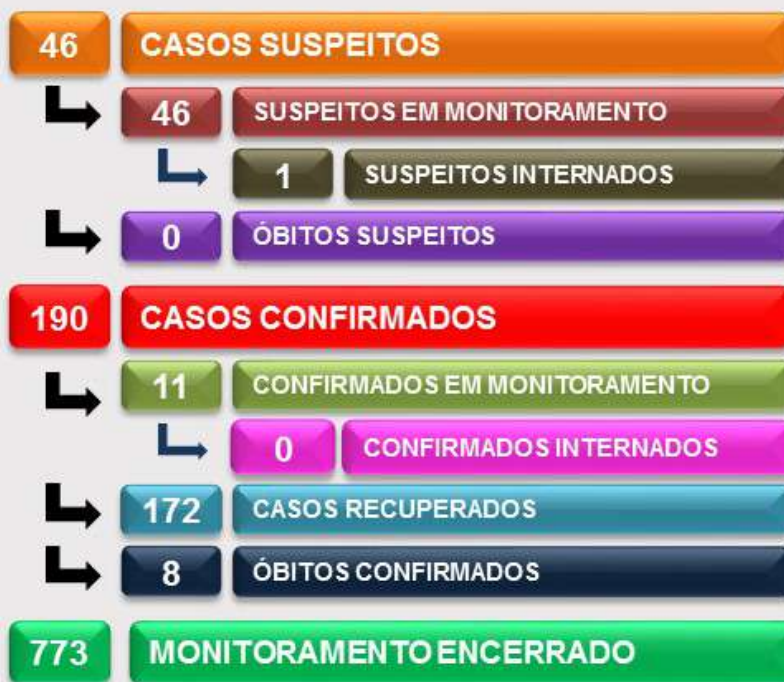 46 CASOS SUSPEITOS
46 SUSPEITOS EM MONITORAMENTO
1 SUSPEITOS INTERNADOS
0 ÓBITOS SUSPEITOS
190 CASOS CONFIRMADOS
11 CONFIRMADOS EM MONITORAMENTO
0 CONFIRMADOS INTERNADOS
172 CASOS RECUPERADOS
8 ÓBITOS CONFIRMADOS
773 MONITORAMENTO ENCERRADO